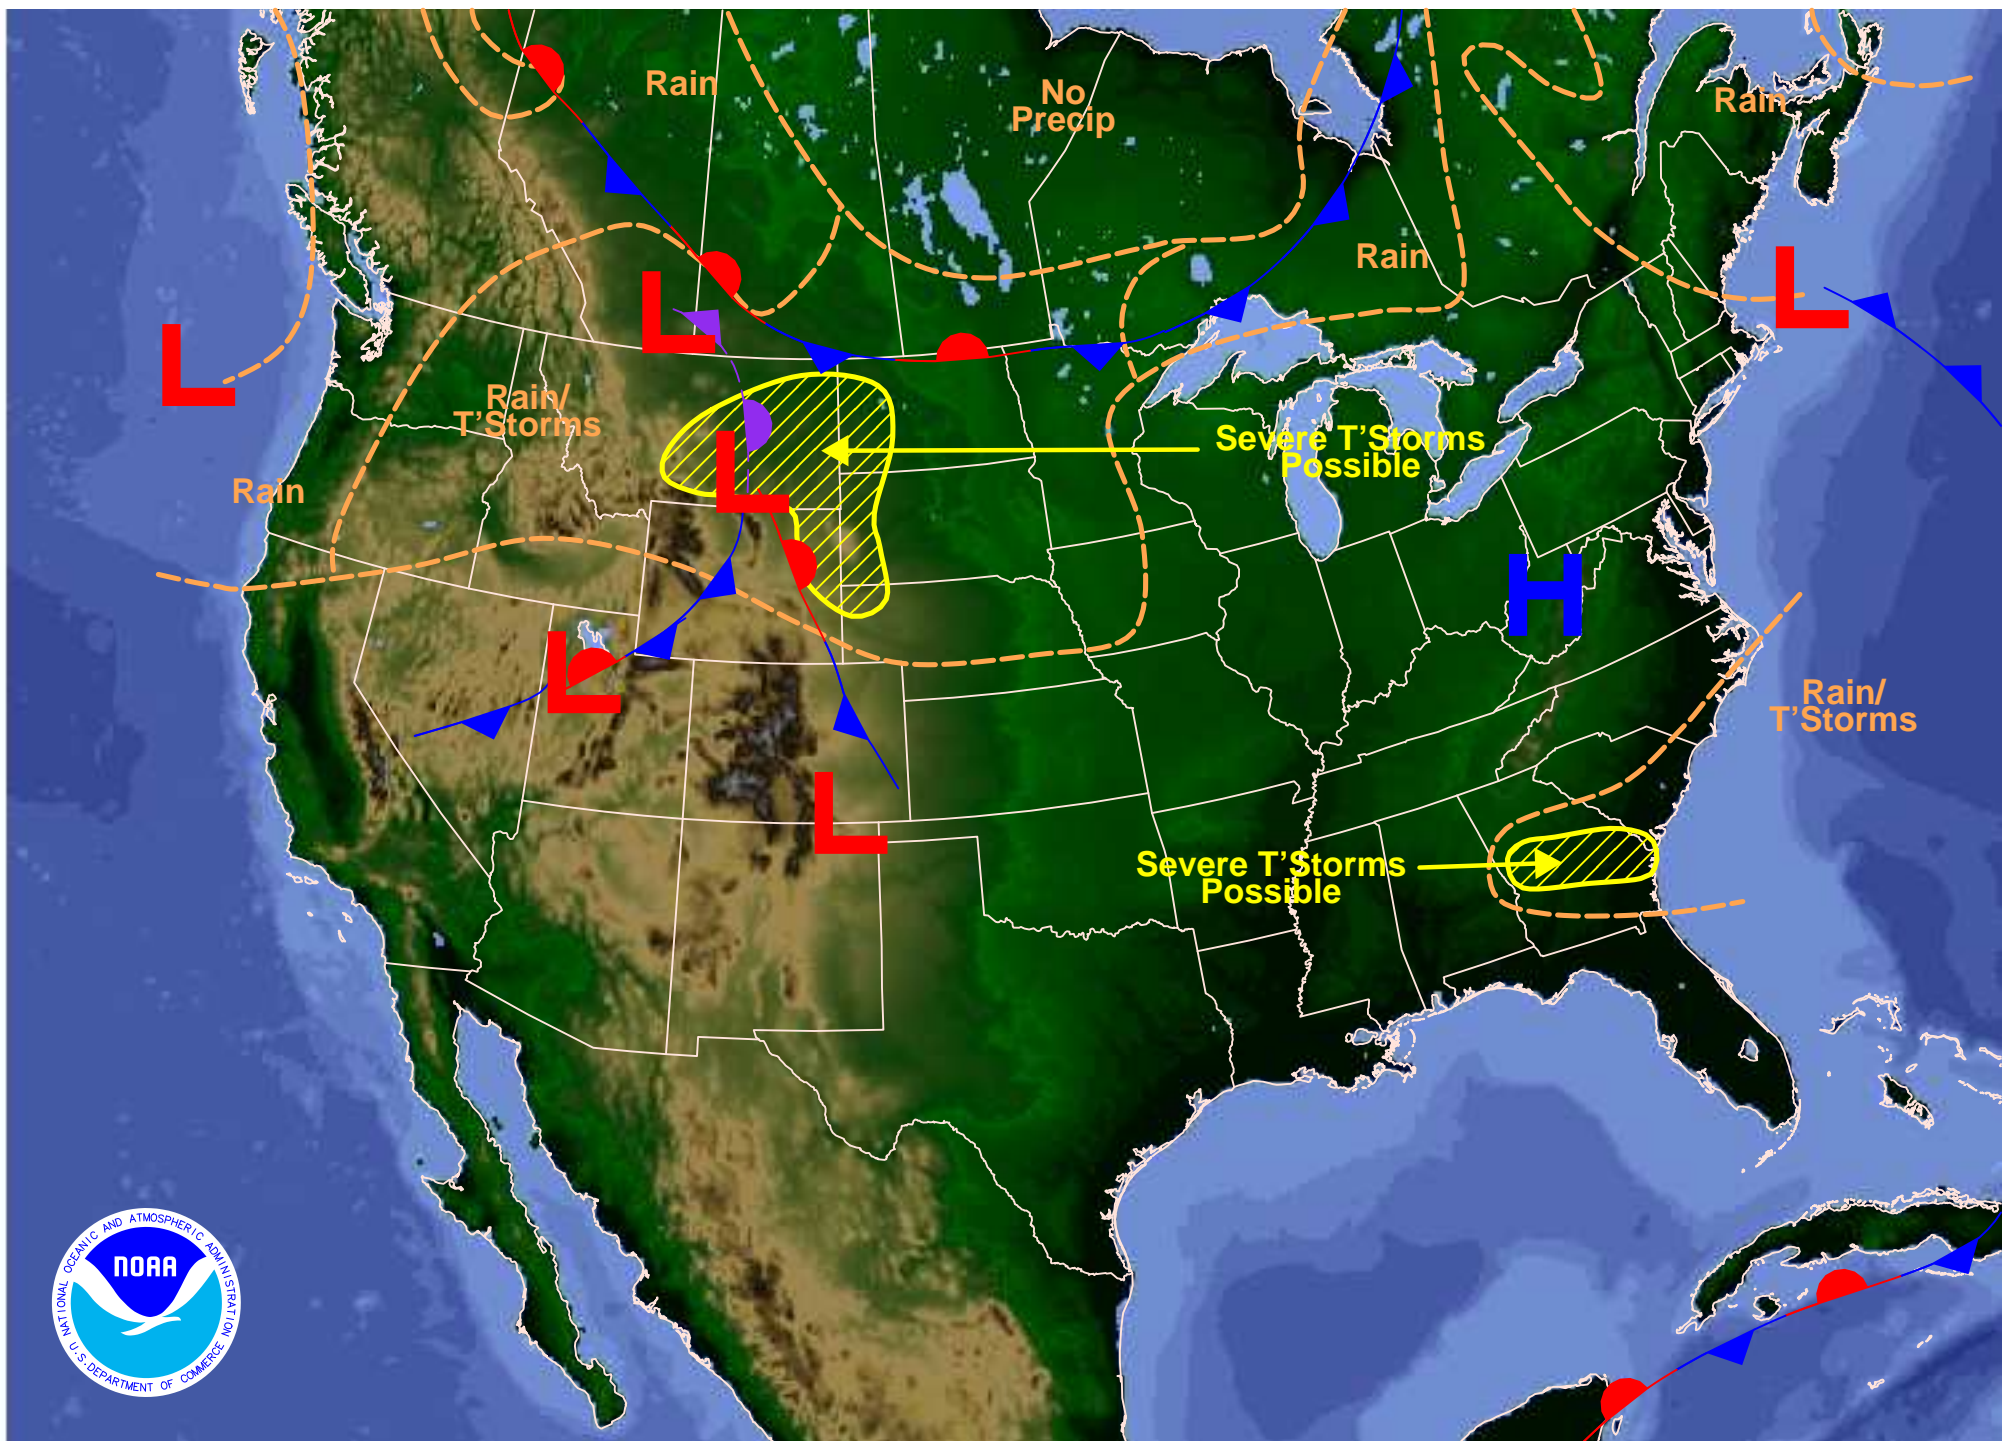 Rain
No
Precip
Rain
Rain
L
L
L
Rain/
T'Storms
Severe T'Storms
Possible
L
Rain
H
L
Rain/
T'Storms
L
Severe T'Storms
Possible
NATIONAL OCEANIC AND ATMOSPHERIC ADMINISTRATION
NOAA
U.S. DEPARTMENT OF COMMERCE